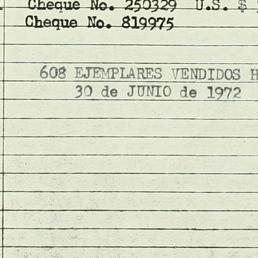 Cheque No. 250329 U.S. $
Cheque No. 819975
608 EJEMPLARES VENDIDOS H
30 de JUNIO de 1972